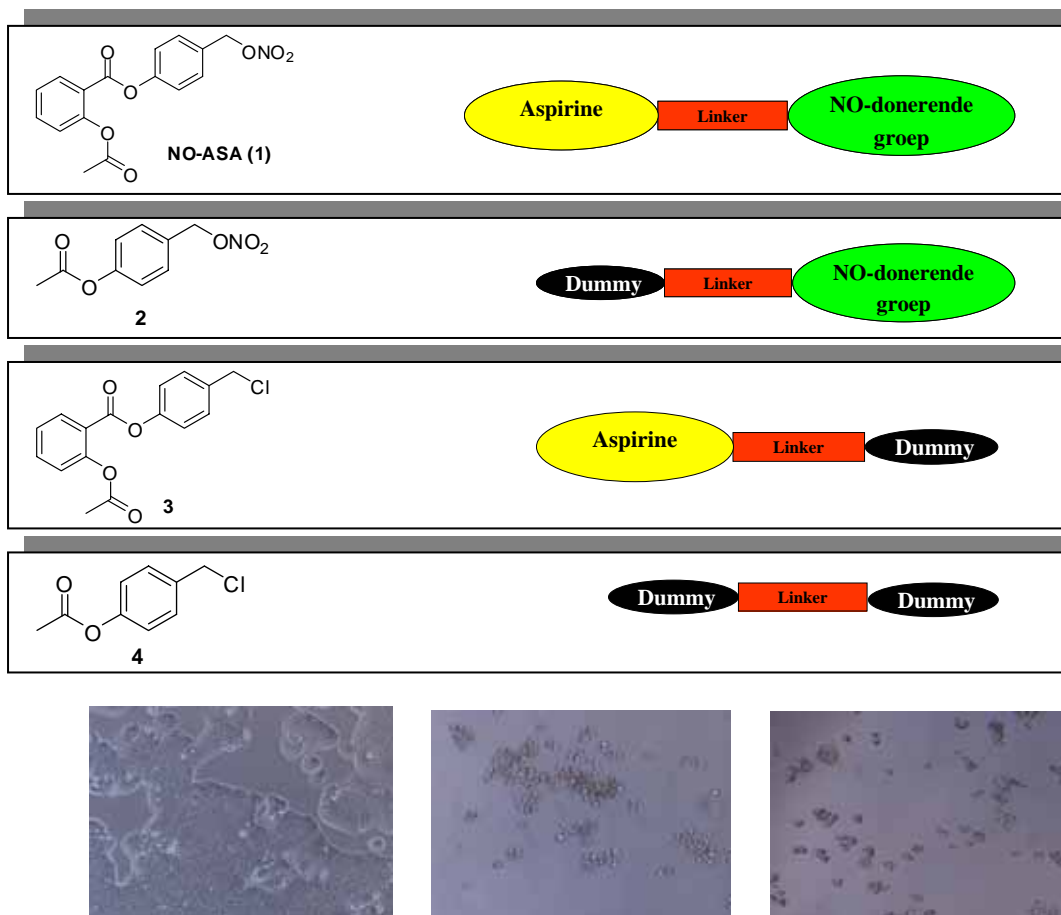 O
O
ONO₂
O
O
NO-ASA (1)
Aspirine
Linker
NO-donerende
groep
O
O
ONO₂
2
Dummy
Linker
NO-donerende
groep
O
O
Cl
O
O
3
Aspirine
Linker
Dummy
O
O
Cl
4
Dummy
Linker
Dummy